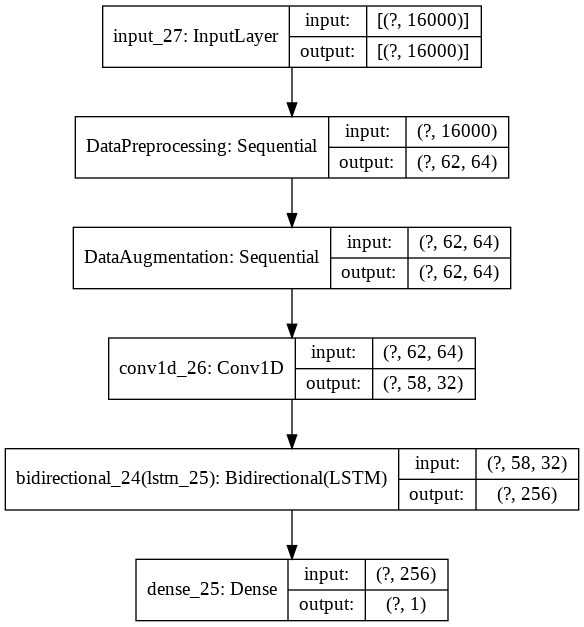 input_27: InputLayer
input: [(?, 16000)]
output: [(?, 16000)]
DataPreprocessing: Sequential
input: (?, 16000)
output: (?, 62, 64)
DataAugmentation: Sequential
input: (?, 62, 64)
output: (?, 62, 64)
conv1d_26: Conv1D
input: (?, 62, 64)
output: (?, 58, 32)
bidirectional_24(lstm_25): Bidirectional(LSTM)
input: (?, 58, 32)
output: (?, 256)
dense_25: Dense
input: (?, 256)
output: (?, 1)